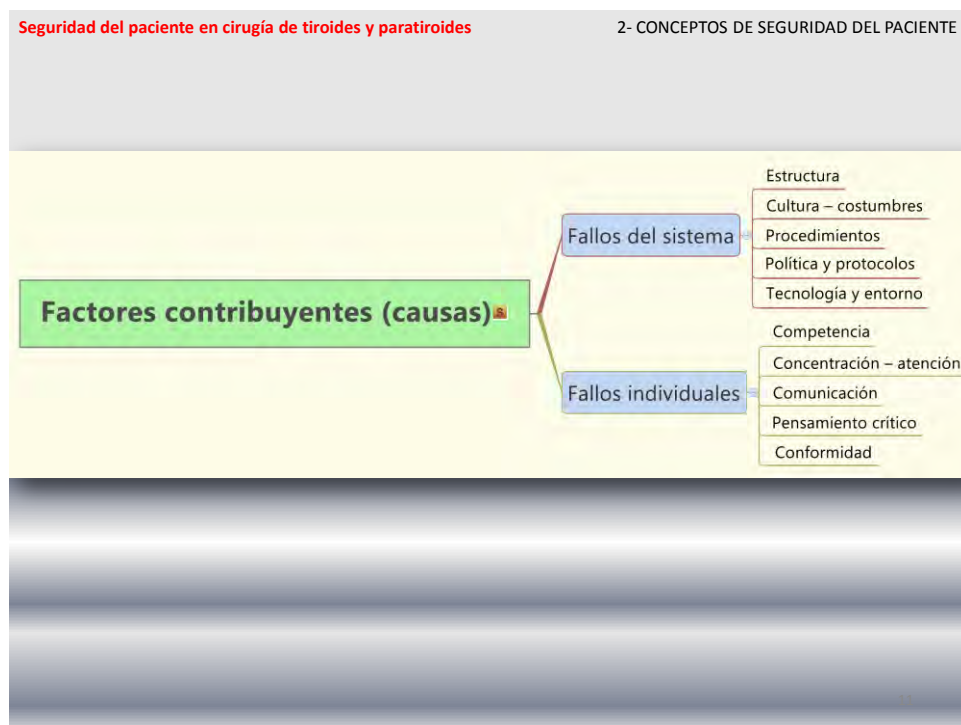 Seguridad del paciente en cirugía de tiroides y paratiroides
2- CONCEPTOS DE SEGURIDAD DEL PACIENTE
Factores contribuyentes (causas)
Fallos del sistema
Estructura
Cultura – costumbres
Procedimientos
Política y protocolos
Tecnología y entorno
Fallos individuales
Competencia
Concentración – atención
Comunicación
Pensamiento crítico
Conformidad